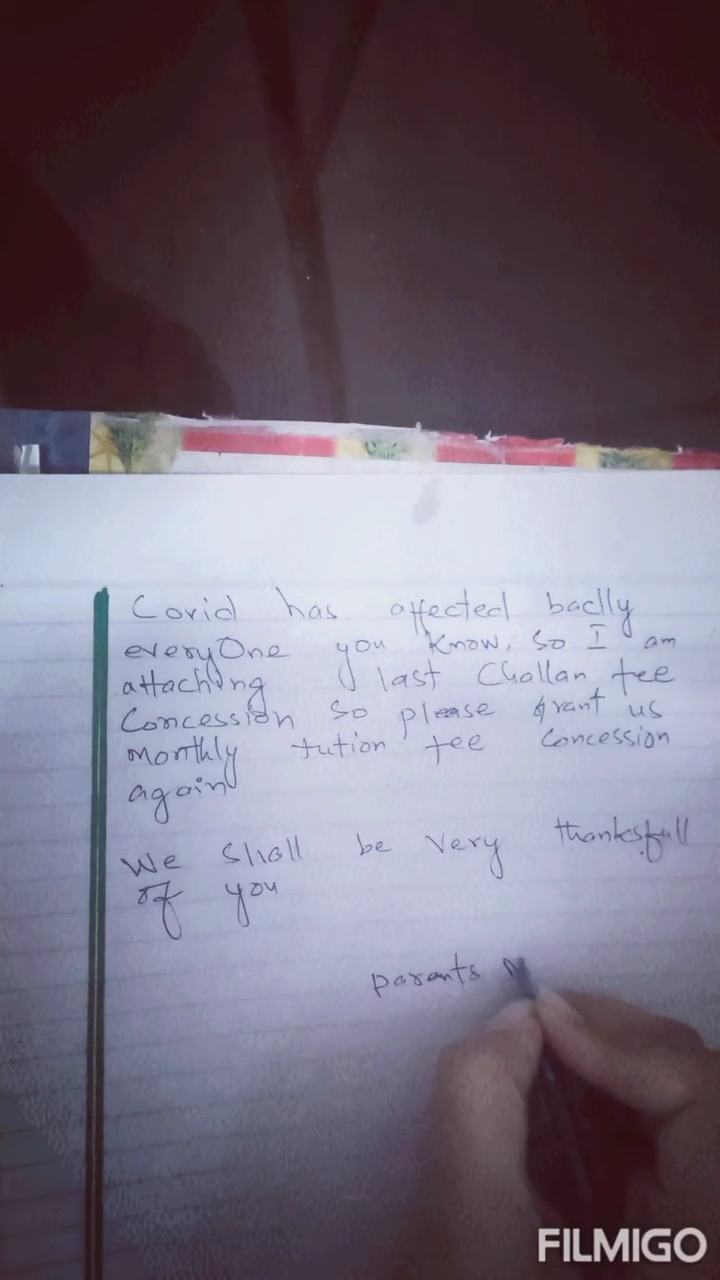 Covid has affected badly
everyOne you know, so I am
attaching last Challan fee
Concession so please grant us
monthly tution fee Concession
again
We shall be very thanksfull
of you
parents
FILMIGO